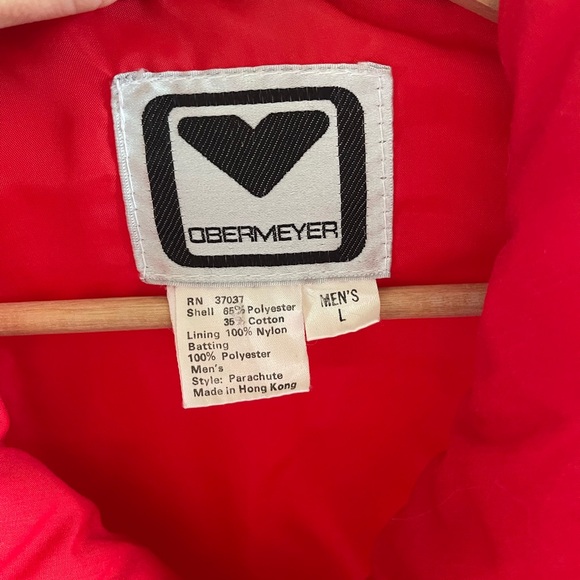 OBERMEYER
RN 37037
Shell 65% Polyester
35% Cotton
Lining 100% Nylon
Batting
100% Polyester
Men's
Style: Parachute
Made in Hong Kong
MEN'S
L